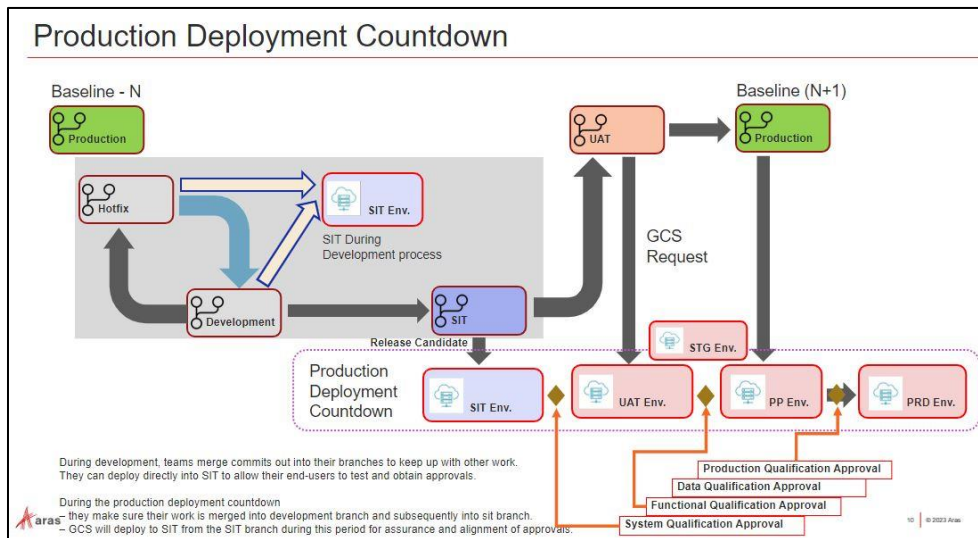 Production Deployment Countdown
Baseline - N
Baseline (N+1)
Production
UAT
Production
Hotfix
SIT Env.
SIT During
Development process
GCS
Request
Development
SIT
Release Candidate
STG Env.
Production
Deployment
Countdown
SIT Env.
UAT Env.
PP Env.
PRD Env.
Production Qualification Approval
Data Qualification Approval
Functional Qualification Approval
System Qualification Approval
During development, teams merge commits out into their branches to keep up with other work.
They can deploy directly into SIT to allow their end-users to test and obtain approvals.
During the production deployment countdown
– they make sure their work is merged into development branch and subsequently into sit branch.
– GCS will deploy to SIT from the SIT branch during this period for assurance and alignment of approvals.
aras
10 © 2023 Aras